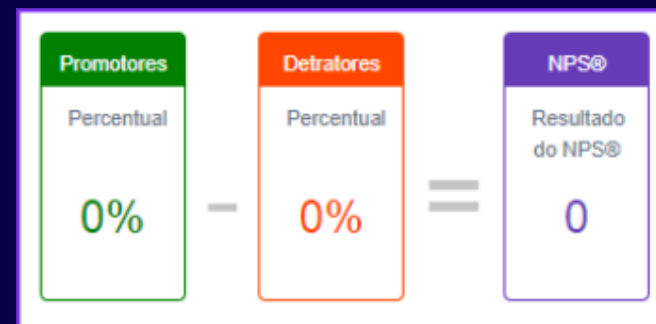 Promotores
Percentual
0%
-
Detratores
Percentual
0%
=
NPS®
Resultado
do NPS®
0